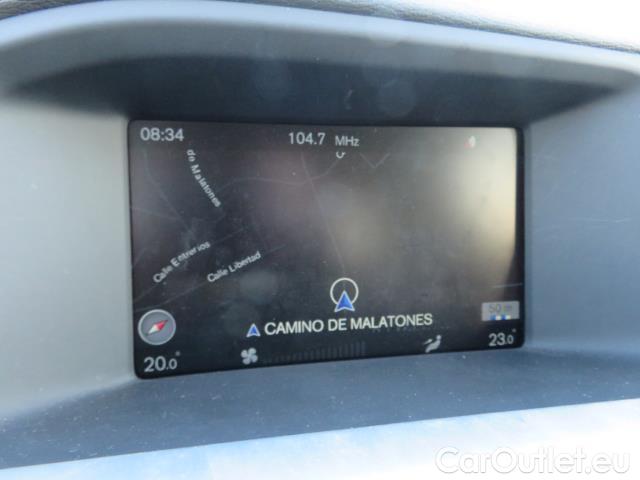 08:34
104.7 MHz
de Malatones
Calle Entrerios
Calle Libertad
50 m
CAMINO DE MALATONES
20.0°
23.0°
CarOutlet.eu